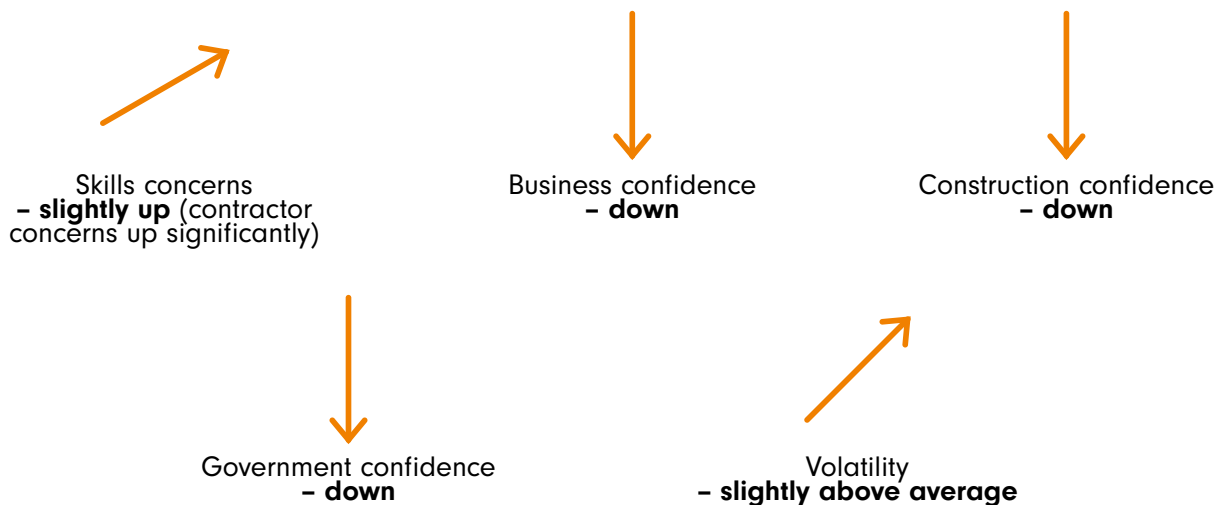 Skills concerns
– slightly up (contractor
concerns up significantly)
Business confidence
– down
Construction confidence
– down
Government confidence
– down
Volatility
– slightly above average